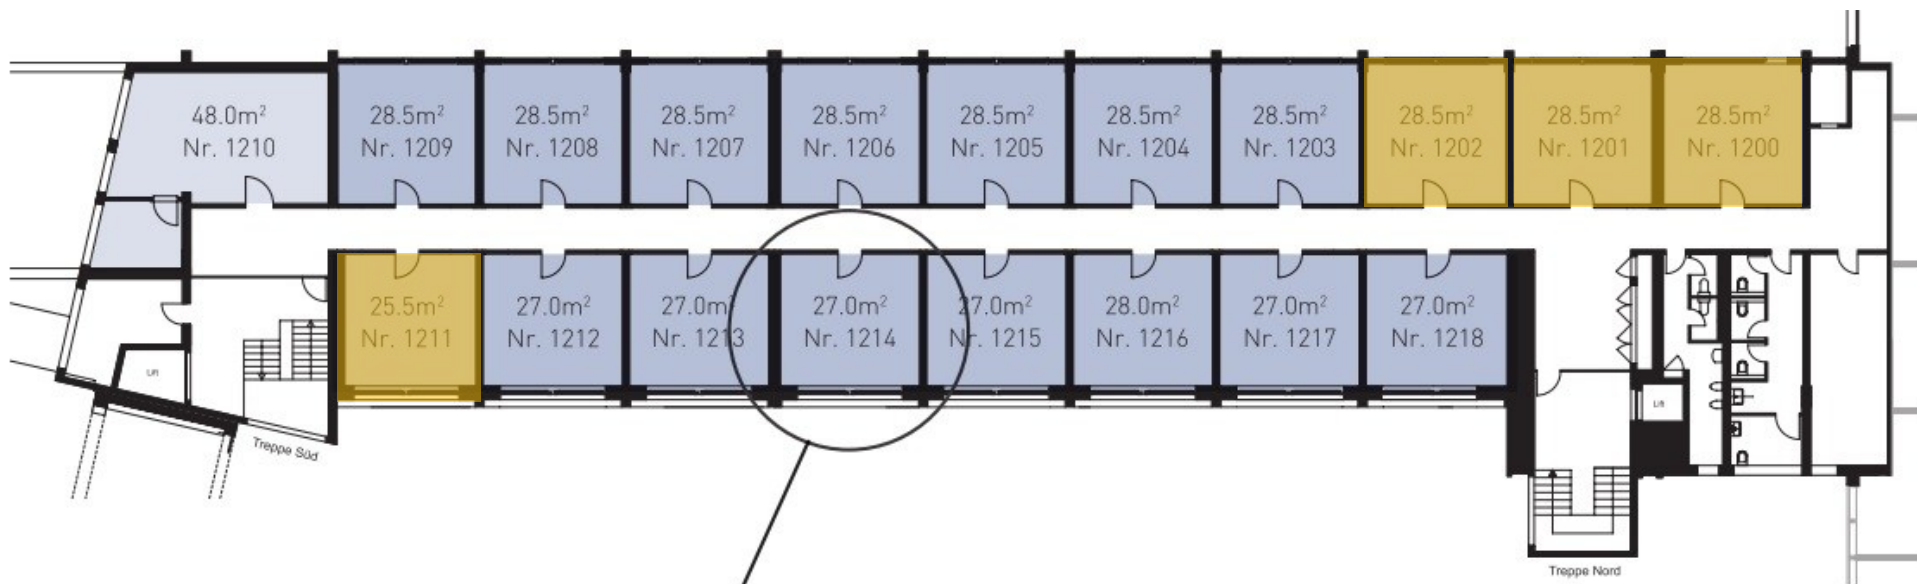 48.0m²
Nr. 1210
28.5m²
Nr. 1209
28.5m²
Nr. 1208
28.5m²
Nr. 1207
28.5m²
Nr. 1206
28.5m²
Nr. 1205
28.5m²
Nr. 1204
28.5m²
Nr. 1203
28.5m²
Nr. 1202
28.5m²
Nr. 1201
28.5m²
Nr. 1200
25.5m²
Nr. 1211
27.0m²
Nr. 1212
27.0m²
Nr. 1213
27.0m²
Nr. 1214
27.0m²
Nr. 1215
28.0m²
Nr. 1216
27.0m²
Nr. 1217
27.0m²
Nr. 1218
Lift
Lift
Treppe Süd
Treppe Nord